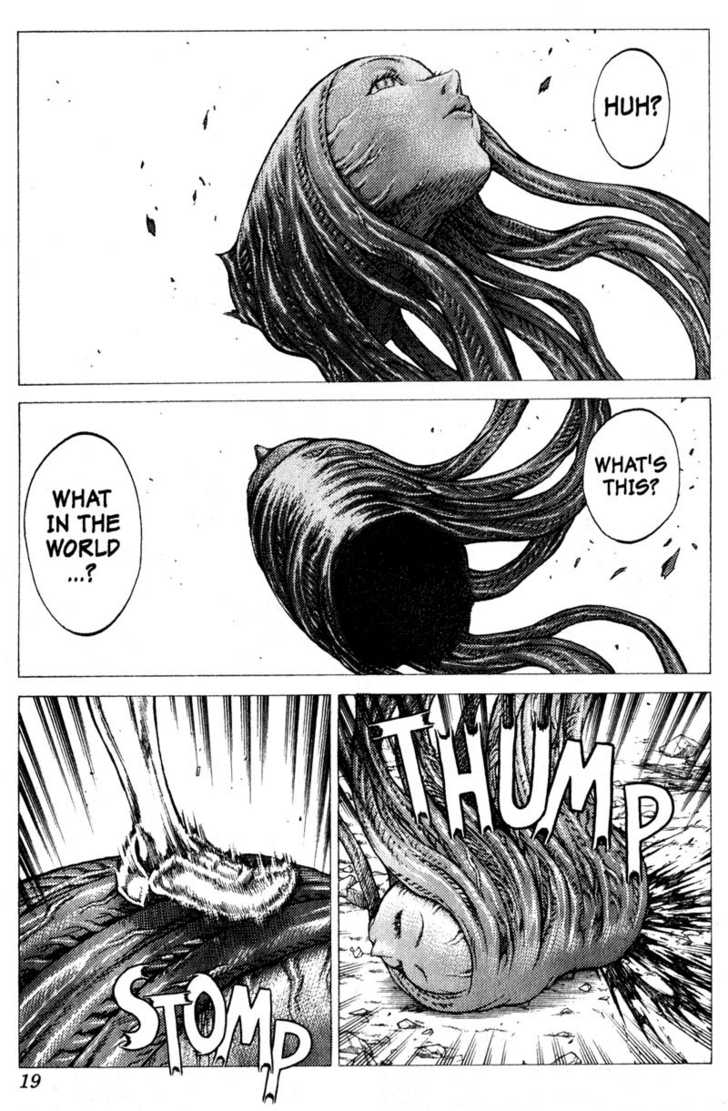 HUH?
WHAT'S
THIS?
WHAT
IN THE
WORLD
...?
THUMP
STOMP
19